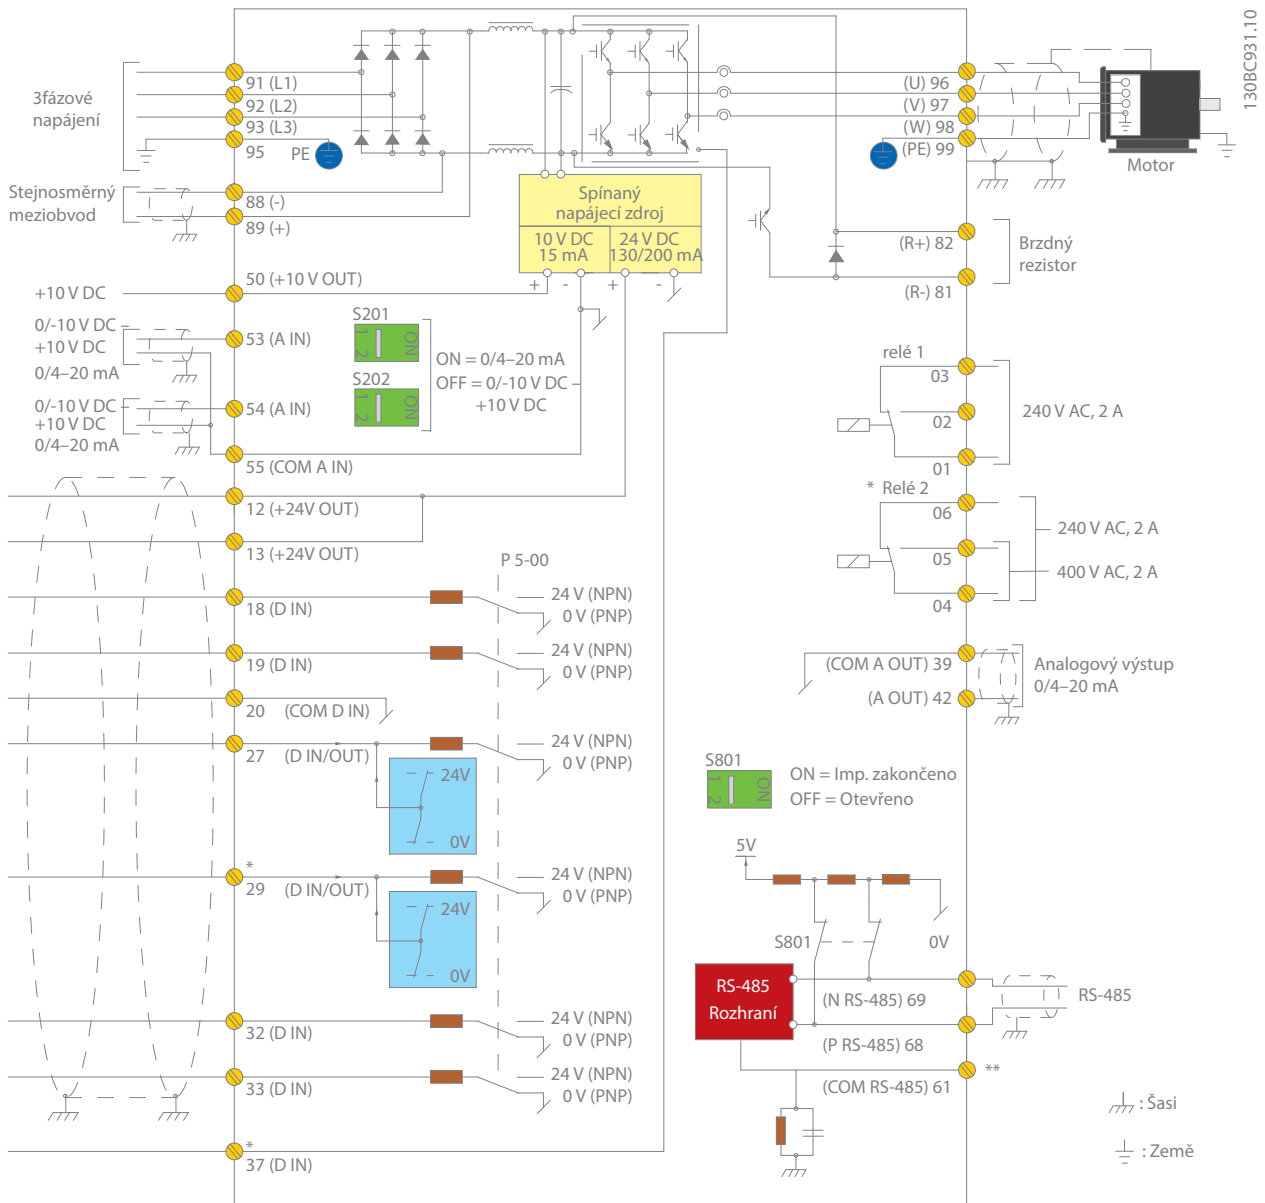 130BC931.10
3fázové
napájení
91 (L1)
92 (L2)
93 (L3)
95
PE
Stejnosměrný
meziobvod
88 (-)
89 (+)
Spínaný
napájecí zdroj
10 V DC
15 mA
24 V DC
130/200 mA
+
-
+
-
+10 V DC
50 (+10 V OUT)
0/-10 V DC –
+10 V DC
0/4–20 mA
53 (A IN)
0/-10 V DC –
+10 V DC
0/4–20 mA
54 (A IN)
55 (COM A IN)
S201
1
2
ON
S202
1
2
ON
ON = 0/4–20 mA
OFF = 0/-10 V DC –
+10 V DC
12 (+24V OUT)
13 (+24V OUT)
P 5-00
18 (D IN)
24 V (NPN)
0 V (PNP)
19 (D IN)
24 V (NPN)
0 V (PNP)
20
(COM D IN)
27
(D IN/OUT)
24 V (NPN)
0 V (PNP)
24V
0V
*
29
(D IN/OUT)
24 V (NPN)
0 V (PNP)
24V
0V
32 (D IN)
24 V (NPN)
0 V (PNP)
33 (D IN)
24 V (NPN)
0 V (PNP)
*
37 (D IN)
(U) 96
(V) 97
(W) 98
(PE) 99
Motor
(R+) 82
(R-) 81
Brzdný
rezistor
relé 1
03
02
01
240 V AC, 2 A
* Relé 2
06
05
04
240 V AC, 2 A
400 V AC, 2 A
(COM A OUT) 39
(A OUT) 42
Analogový výstup
0/4–20 mA
S801
1
2
ON
ON = Imp. zakončeno
OFF = Otevřeno
5V
S801
0V
RS-485
Rozhraní
(N RS-485) 69
(P RS-485) 68
(COM RS-485) 61
RS-485
**
: Šasi
: Země